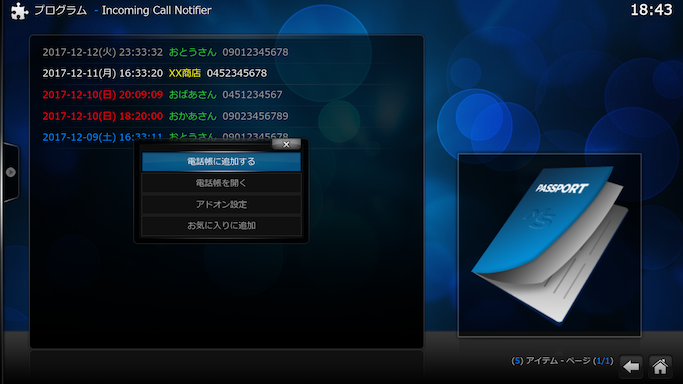 プログラム - Incoming Call Notifier
18:43
2017-12-12(火) 23:33:32 おとうさん 09012345678
2017-12-11(月) 16:33:20 XX商店 0452345678
2017-12-10(日) 20:09:09 おばあさん 0451234567
2017-12-10(日) 18:20:00 おかあさん 09023456789
2017-12-09(土) 16:33:11 おとうさん 09012345678
電話帳に追加する
電話帳を開く
アドオン設定
お気に入りに追加
PASSPORT
(5) アイテム - ページ (1/1)